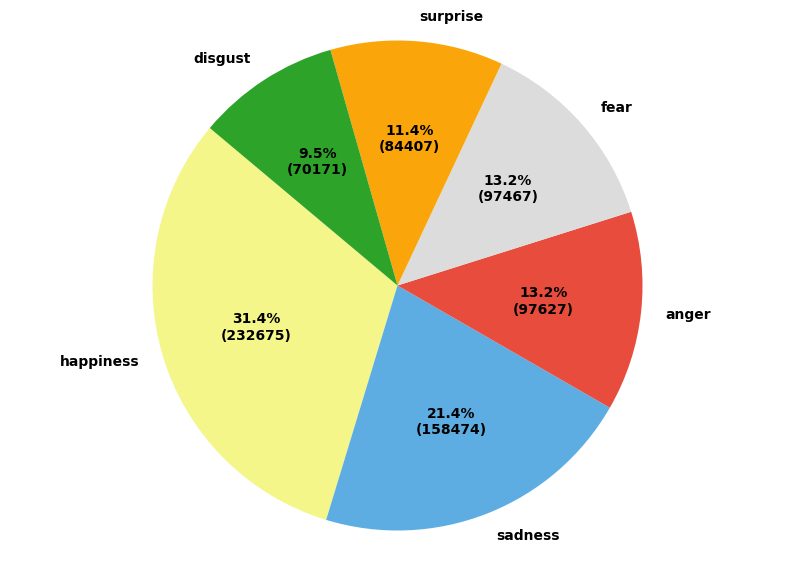 surprise
disgust
fear
11.4%
(84407)
9.5%
(70171)
13.2%
(97467)
13.2%
(97627)
anger
31.4%
(232675)
happiness
21.4%
(158474)
sadness